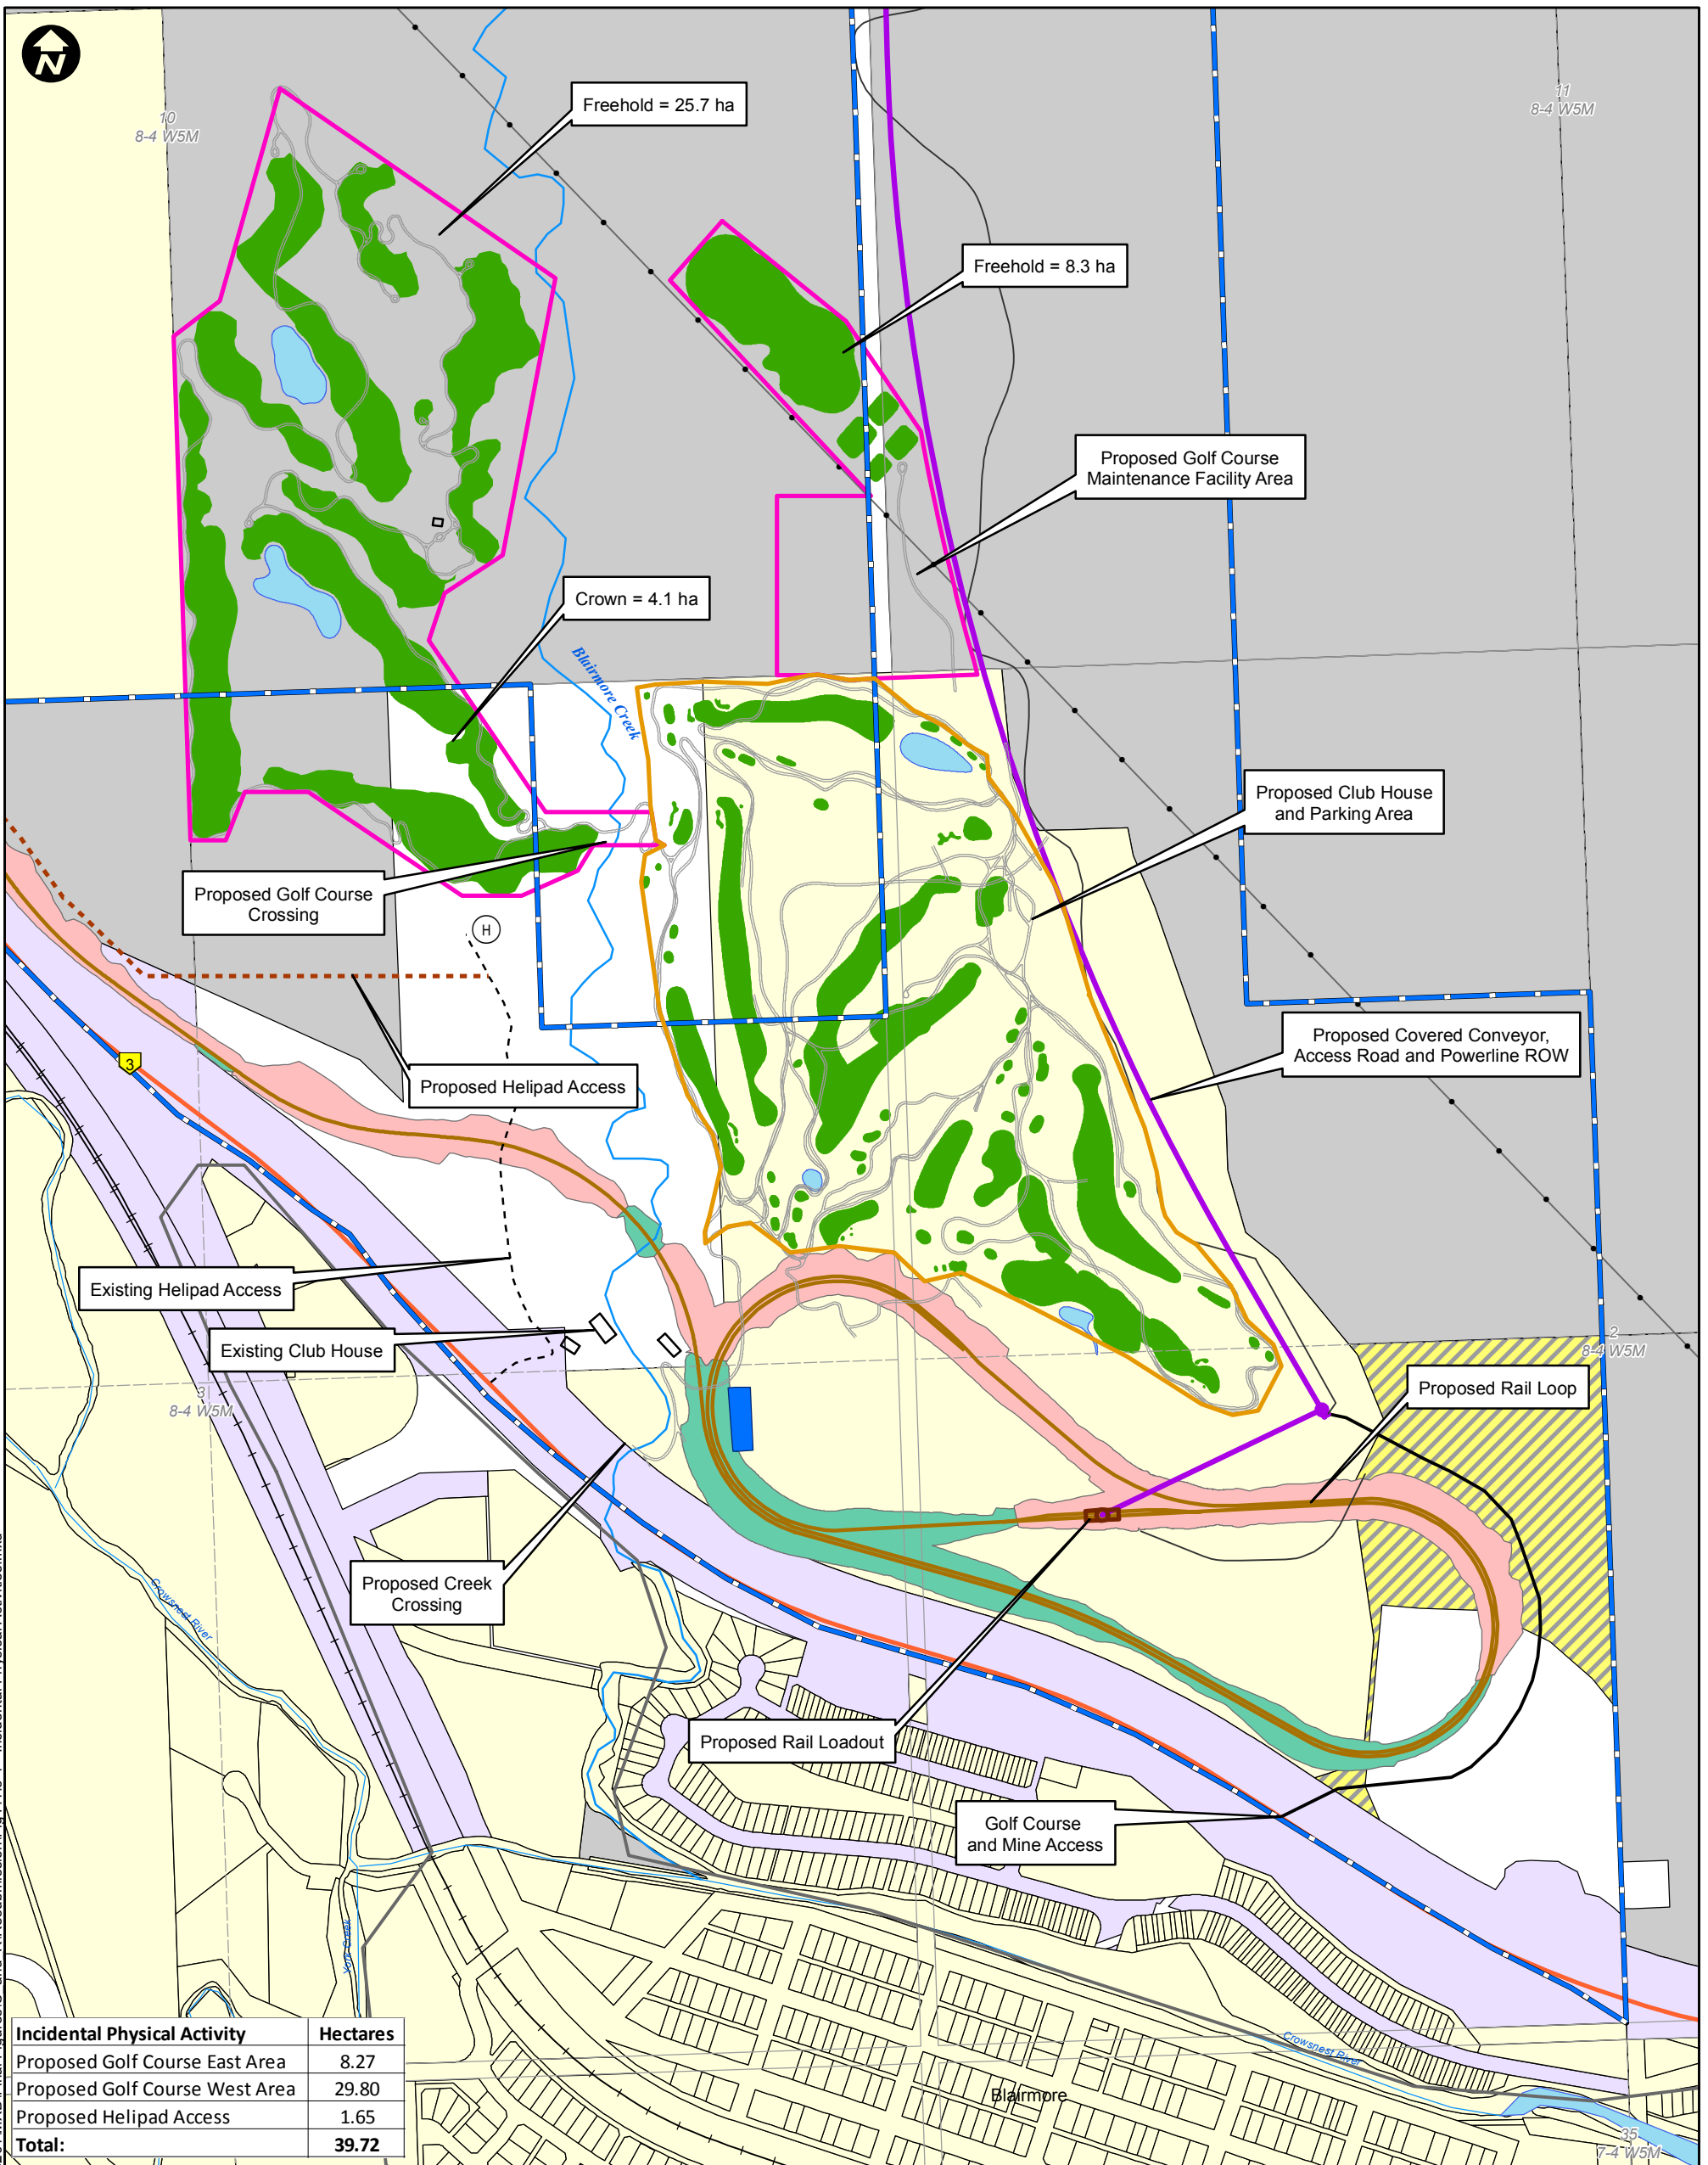 N
10
8-4 W5M
Freehold = 25.7 ha
11
8-4 W5M
Freehold = 8.3 ha
Proposed Golf Course
Maintenance Facility Area
Crown = 4.1 ha
Blairmore Creek
Proposed Club House
and Parking Area
Proposed Golf Course
Crossing
H
Proposed Covered Conveyor,
Access Road and Powerline ROW
3
Proposed Helipad Access
Existing Helipad Access
Existing Club House
2
8-4 W5M
3
8-4 W5M
Proposed Rail Loop
Proposed Creek
Crossing
Crowsnest River
Proposed Rail Loadout
Golf Course
and Mine Access
York Creek
Crowsnest River
Blairmore
35
7-4 W5M
Incidental Physical Activity Hectares
Proposed Golf Course East Area 8.27
Proposed Golf Course West Area 29.80
Proposed Helipad Access 1.65
Total: 39.72